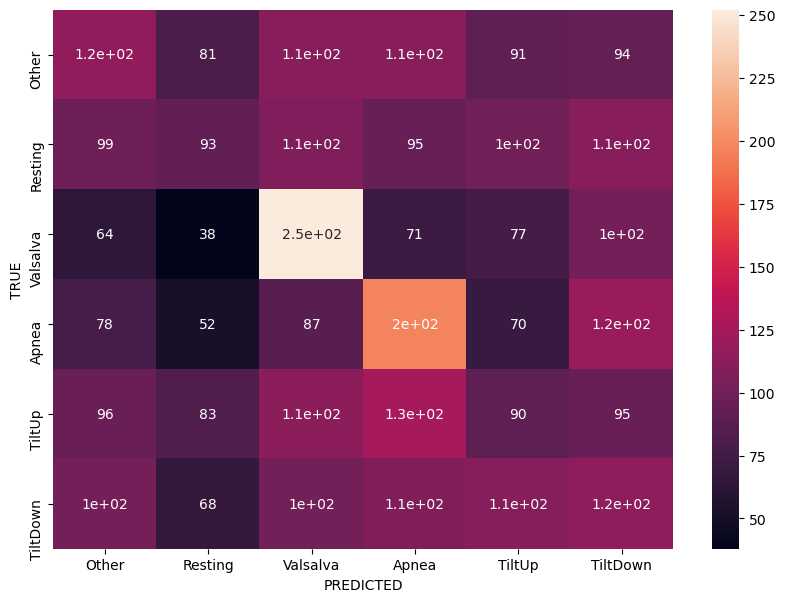 TRUE
Other 1.2e+02 81 1.1e+02 1.1e+02 91 94
Resting 99 93 1.1e+02 95 1e+02 1.1e+02
Valsalva 64 38 2.5e+02 71 77 1e+02
Apnea 78 52 87 2e+02 70 1.2e+02
TiltUp 96 83 1.1e+02 1.3e+02 90 95
TiltDown 1e+02 68 1e+02 1.1e+02 1.1e+02 1.2e+02
Other Resting Valsalva Apnea TiltUp TiltDown
PREDICTED
250
225
200
175
150
125
100
75
50